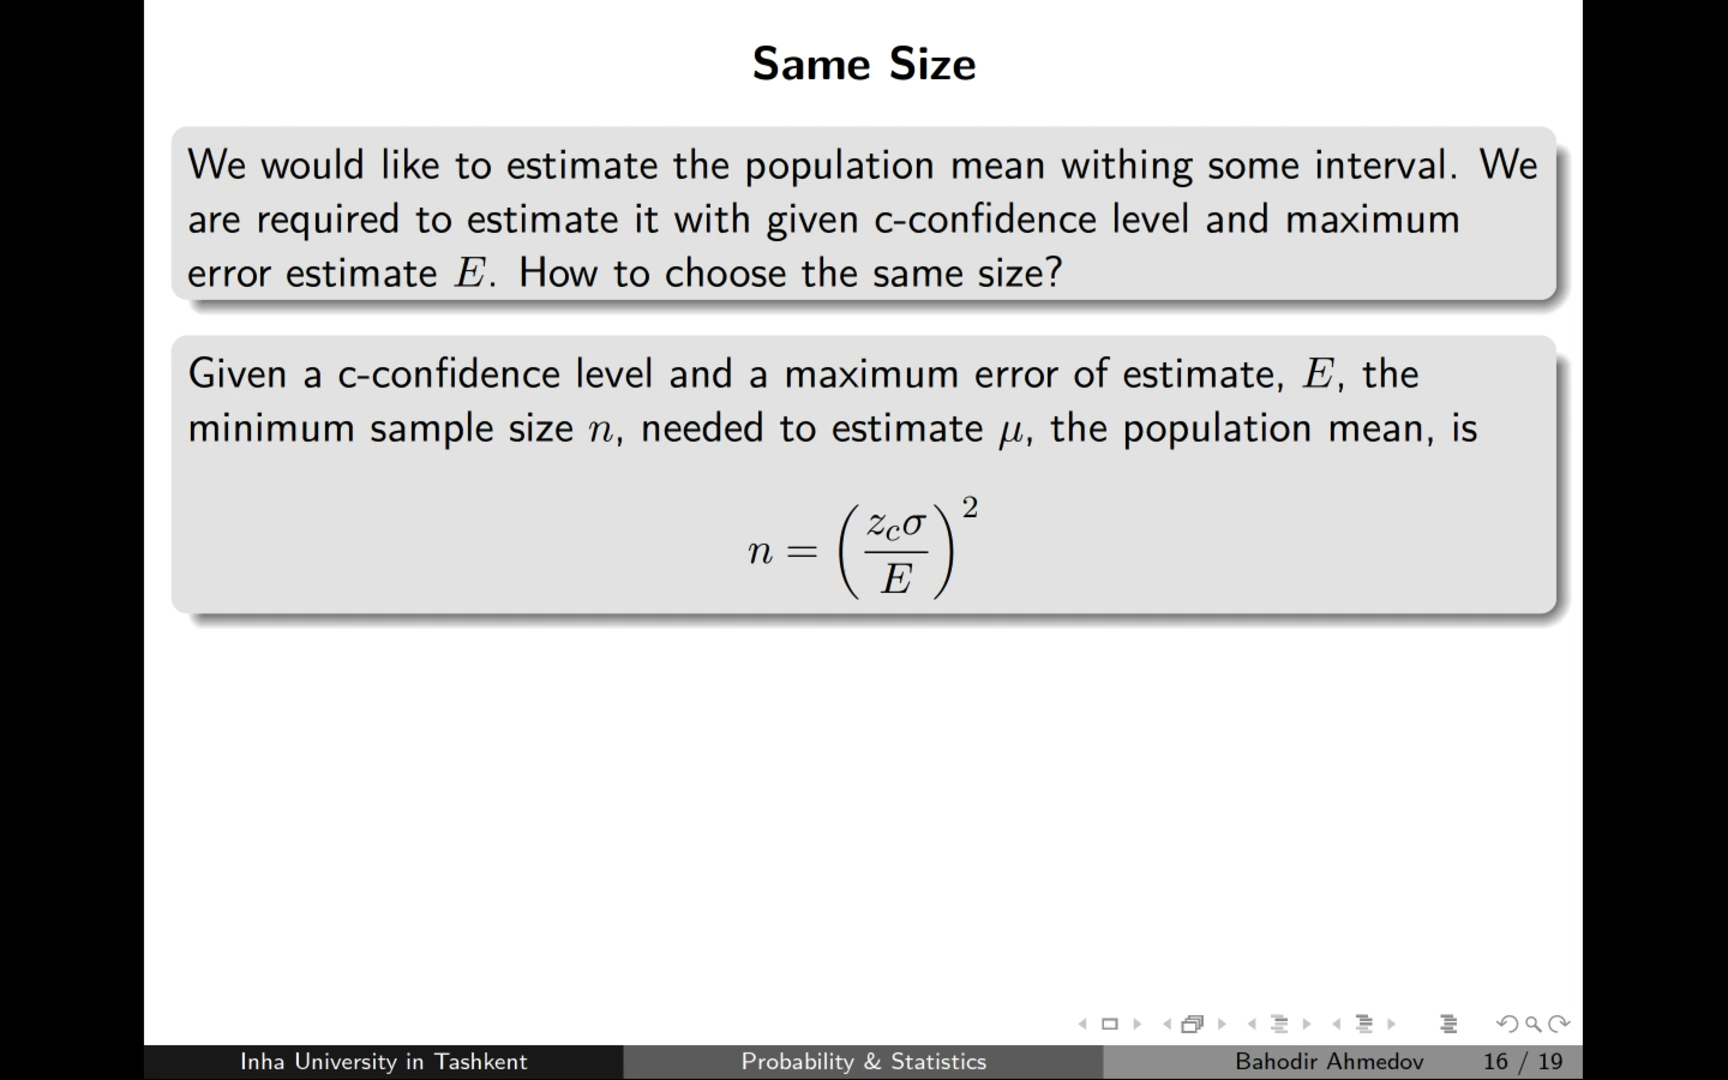 Same Size
We would like to estimate the population mean withing some interval. We
are required to estimate it with given c-confidence level and maximum
error estimate E. How to choose the same size?
Given a c-confidence level and a maximum error of estimate, E, the
minimum sample size n, needed to estimate μ, the population mean, is
n = (z_c σ / E)^2
Inha University in Tashkent Probability & Statistics Bahodir Ahmedov 16 / 19